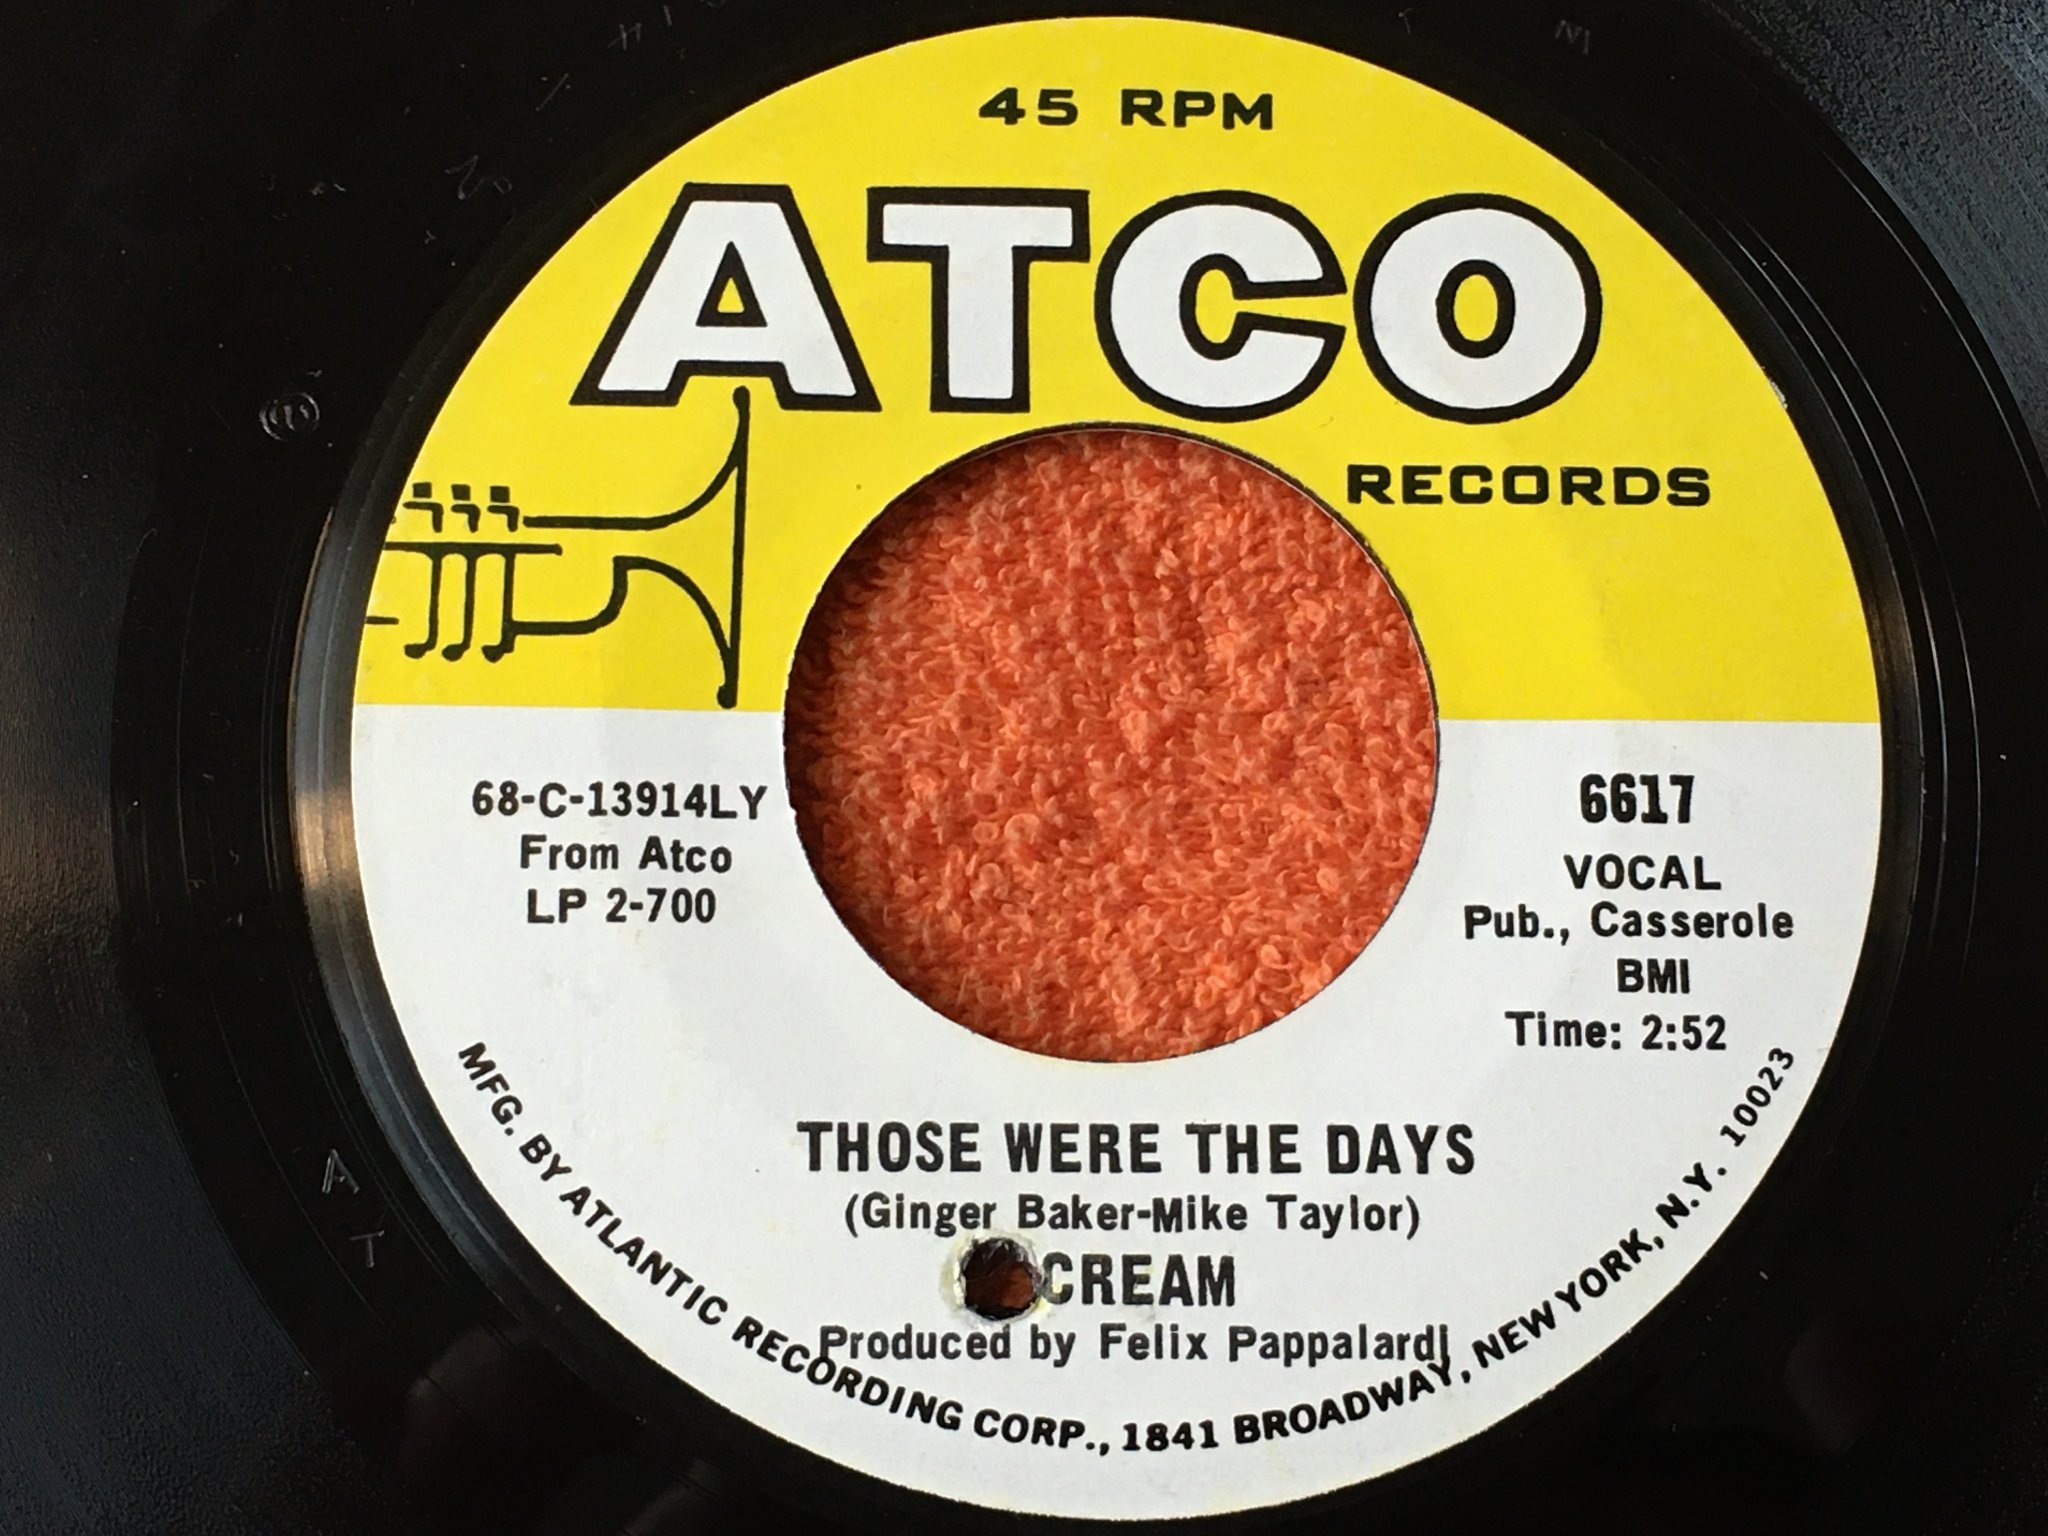 45 RPM
ATCO
RECORDS
68-C-13914LY
From Atco
LP 2-700
6617
VOCAL
Pub., Casserole
BMI
Time: 2:52
THOSE WERE THE DAYS
(Ginger Baker-Mike Taylor)
CREAM
Produced by Felix Pappalardi
MFG. BY ATLANTIC RECORDING CORP., 1841 BROADWAY, NEW YORK, N.Y. 10023
AT